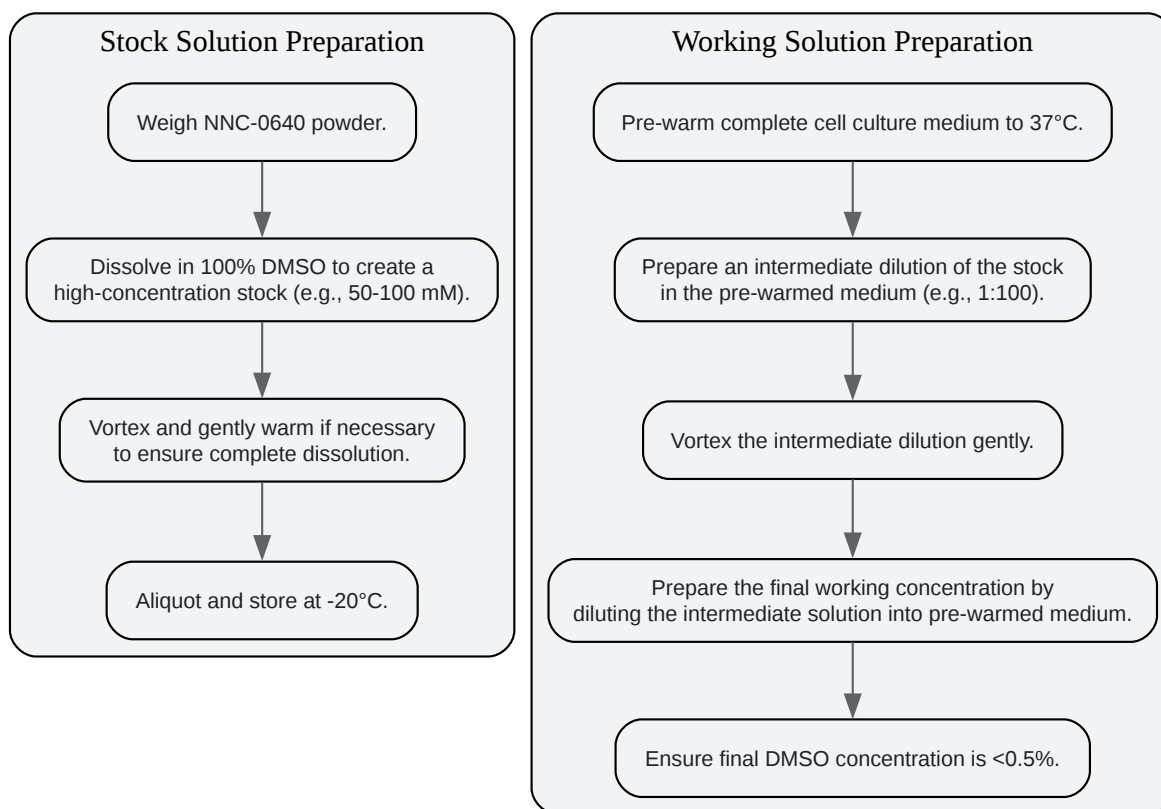 Stock Solution Preparation
Weigh NNC-0640 powder.
Dissolve in 100% DMSO to create a
high-concentration stock (e.g., 50-100 mM).
Vortex and gently warm if necessary
to ensure complete dissolution.
Aliquot and store at -20°C.
Working Solution Preparation
Pre-warm complete cell culture medium to 37°C.
Prepare an intermediate dilution of the stock
in the pre-warmed medium (e.g., 1:100).
Vortex the intermediate dilution gently.
Prepare the final working concentration by
diluting the intermediate solution into pre-warmed medium.
Ensure final DMSO concentration is <0.5%.